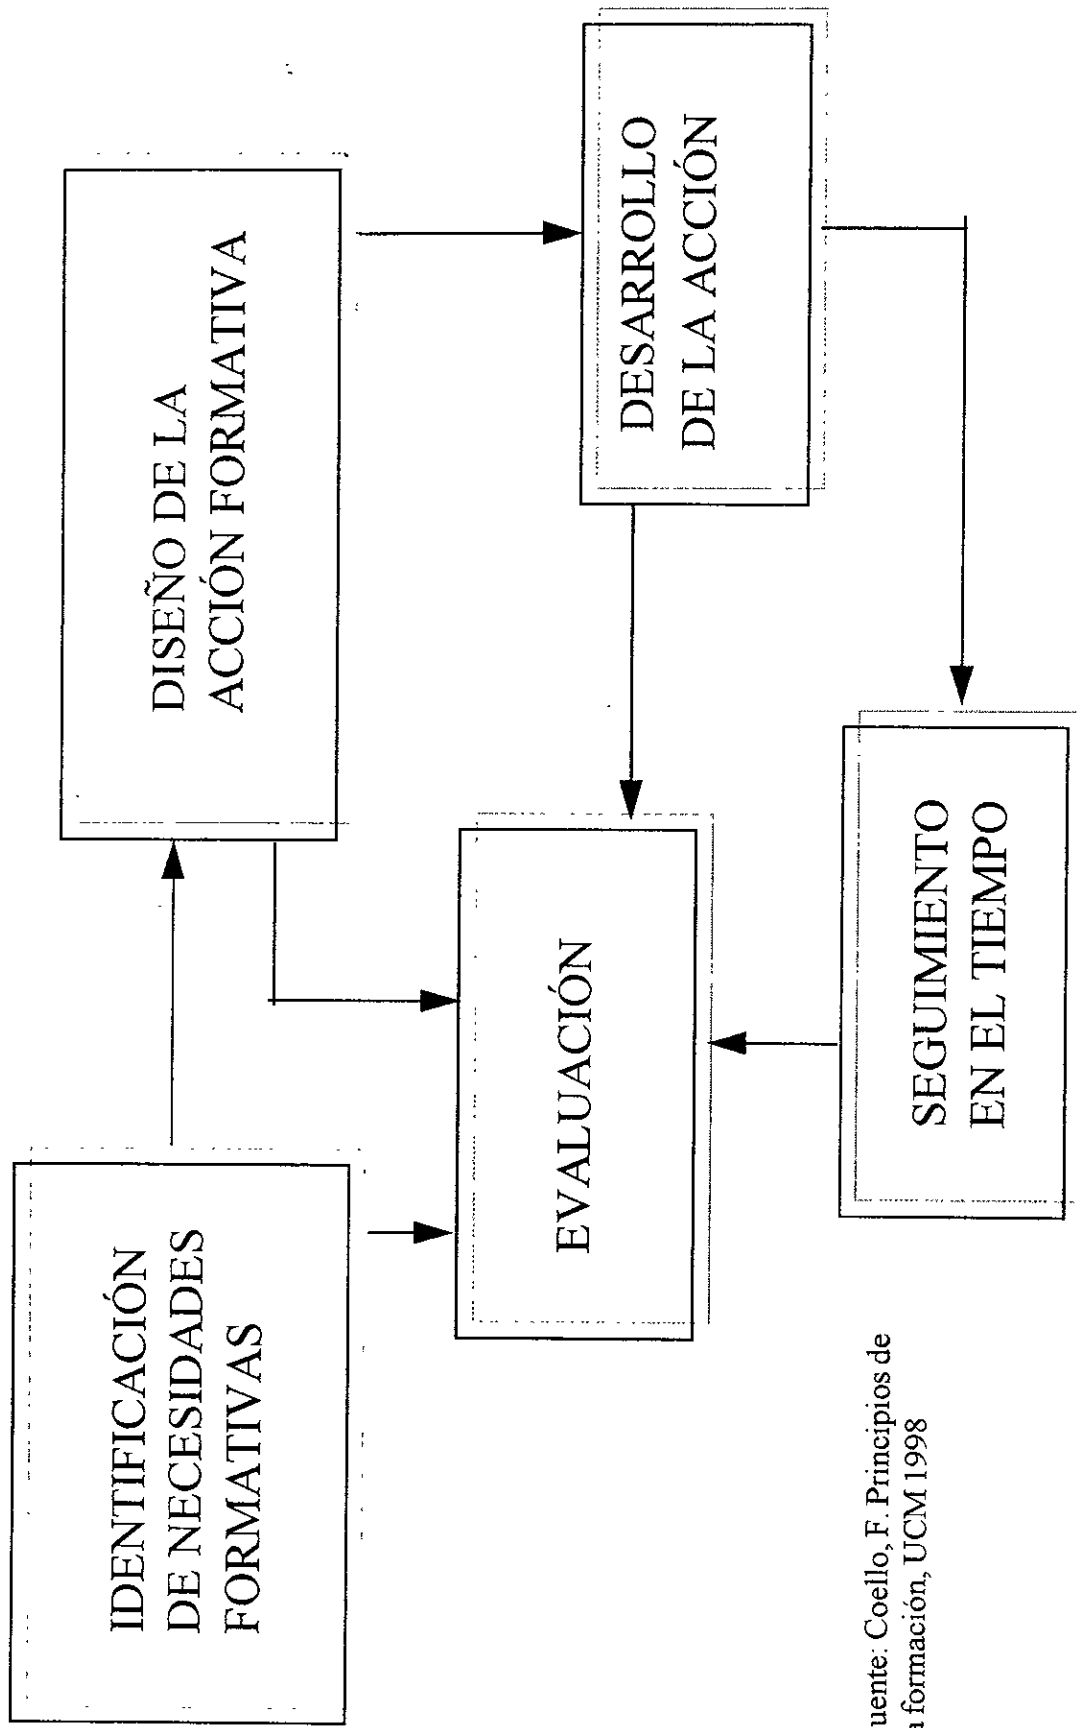 IDENTIFICACIÓN
DE NECESIDADES
FORMATIVAS
DISEÑO DE LA
ACCIÓN FORMATIVA
EVALUACIÓN
DESARROLLO
DE LA ACCIÓN
SEGUIMIENTO
EN EL TIEMPO
uente: Coello, F. Principios de
a formación, UCM 1998